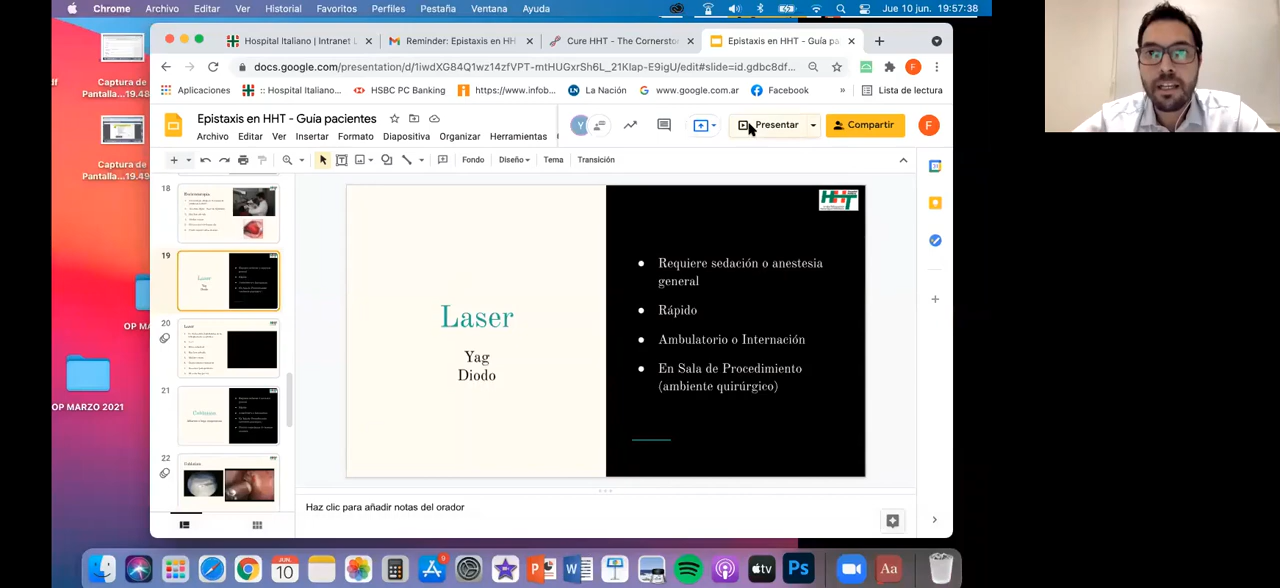 Chrome Archivo Editar Ver Historial Favoritos Perfiles Pestaña Ventana Ayuda Jue 10 jun. 19:57:38
Hospital Italiano | Intranet Reminder: Epistaxis en HH Cure HHT - The Cornerstor Epistaxis en HHT - Guía pa
docs.google.com/presentation/d/1iwdXGB4Q1wz14zfVPT-mtHUGxrSh6L_21KIap-E9igU/edit#slide=id.gdbc8df...
Aplicaciones :: Hospital Italiano... HSBC PC Banking https://www.infob... La Nación www.google.com.ar Facebook » Lista de lectura
Epistaxis en HHT - Guía pacientes
Presentar
Compartir
F
Archivo Editar Ver Insertar Formato Diapositiva Organizar Herramientas
Fondo Diseño Tema Transición
Captura de
Pantalla...19.48
Captura de
Pantalla...19.49
OP MARZO 2021
18
19
20
21
22
Laser
Yag
Diodo
HHT
Requiere sedación o anestesia
general
Rápido
Ambulatorio o Internación
En Sala de Procedimiento
(ambiente quirúrgico)
Haz clic para añadir notas del orador